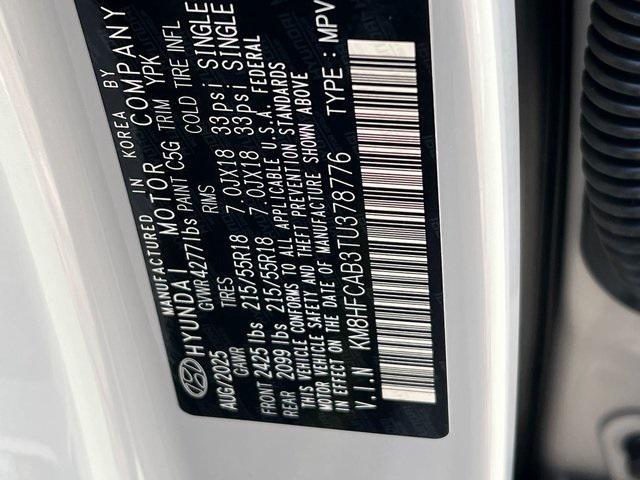 MANUFACTURED IN KOREA BY
HYUNDAI MOTOR COMPANY
AUG/2025 GVWR4277lbs PAINT C5G TRIM YPK
GAWR TIRES RIMS COLD TIRE INFL
FRONT 2425 lbs 215/55R18 7.0JX18 33psi SINGLE
REAR 2099 lbs 215/55R18 7.0JX18 33psi SINGLE
THIS VEHICLE CONFORMS TO ALL APPLICABLE U.S.A. FEDERAL
MOTOR VEHICLE SAFETY AND THEFT PREVENTION STANDARDS
IN EFFECT ON THE DATE OF MANUFACTURE SHOWN ABOVE
V.I.N KM8HFCAB3TU378776 TYPE : MPV